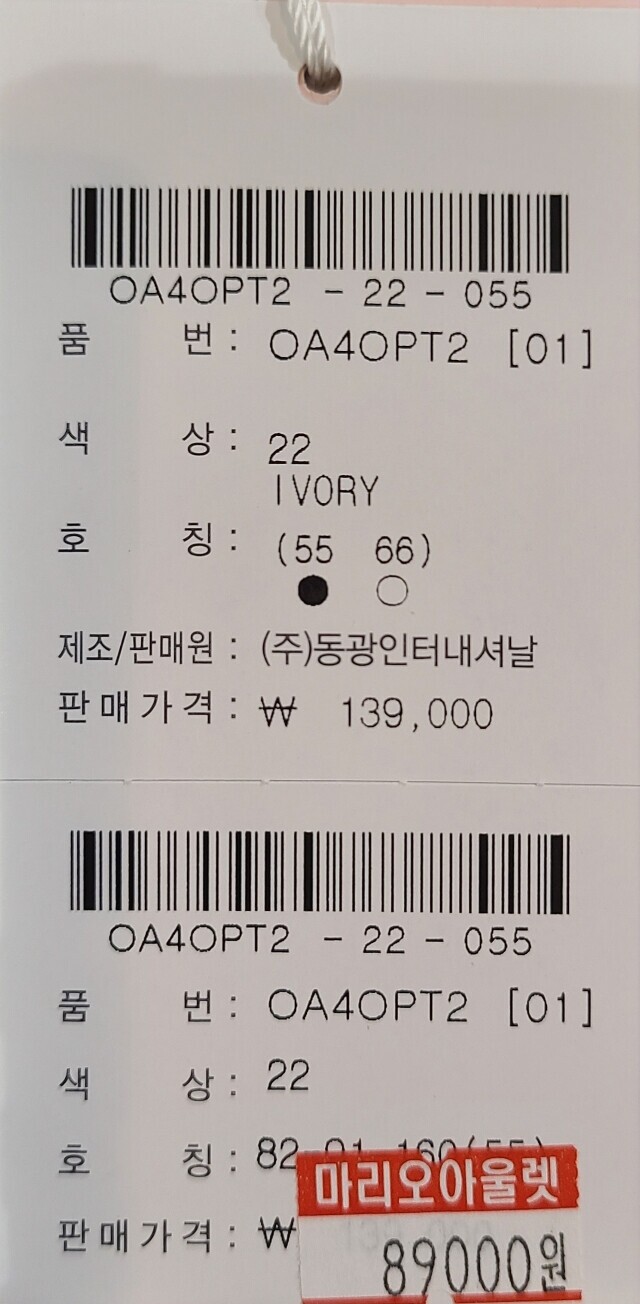 OA4OPT2 - 22 - 055
품 번 : OA4OPT2 [01]
색 상 : 22
IVORY
호 칭 : (55 66)
제조/판매원 : (주)동광인터내셔날
판매가격 : ₩ 139,000
OA4OPT2 - 22 - 055
품 번 : OA4OPT2 [01]
색 상 : 22
호 칭 : 82
마리오아울렛
판매가격 : ₩
89000원